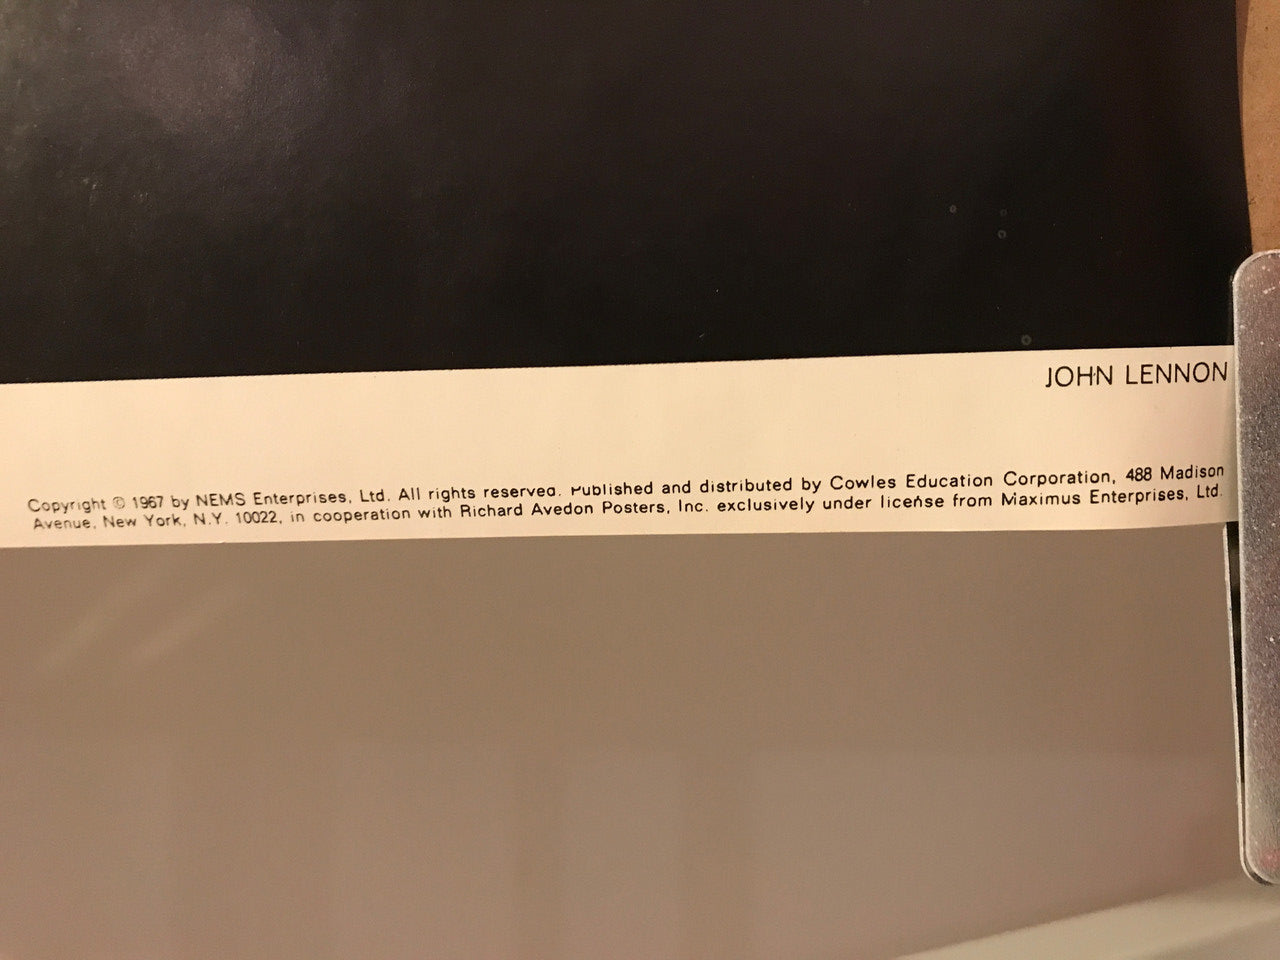 JOHN LENNON
Copyright © 1967 by NEMS Enterprises, Ltd. All rights reserved. Published and distributed by Cowles Education Corporation, 488 Madison
Avenue, New York, N.Y. 10022, in cooperation with Richard Avedon Posters, Inc. exclusively under license from Maximus Enterprises, Ltd.